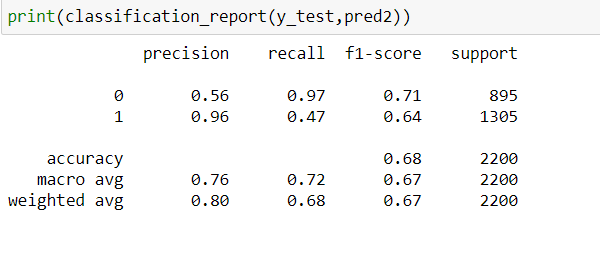 print(classification_report(y_test,pred2))
precision recall f1-score support
0 0.56 0.97 0.71 895
1 0.96 0.47 0.64 1305
accuracy 0.68 2200
macro avg 0.76 0.72 0.67 2200
weighted avg 0.80 0.68 0.67 2200